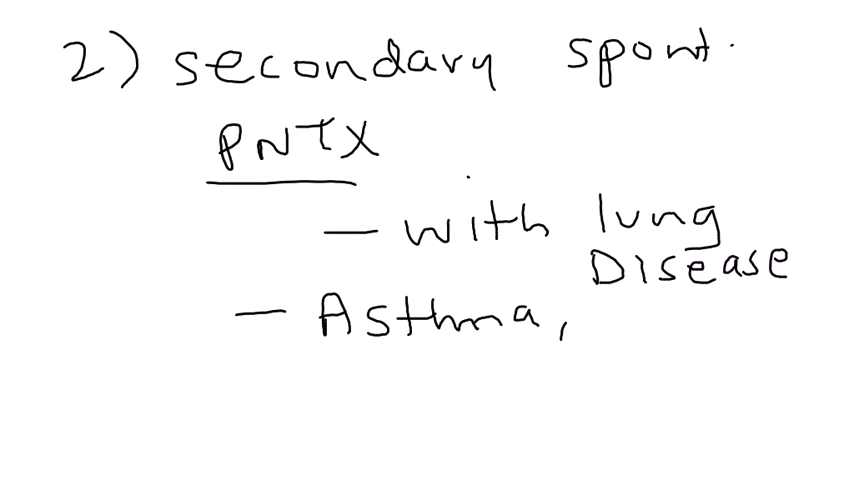 2) secondary spont.
PNTX
- with lung
Disease
- Asthma,